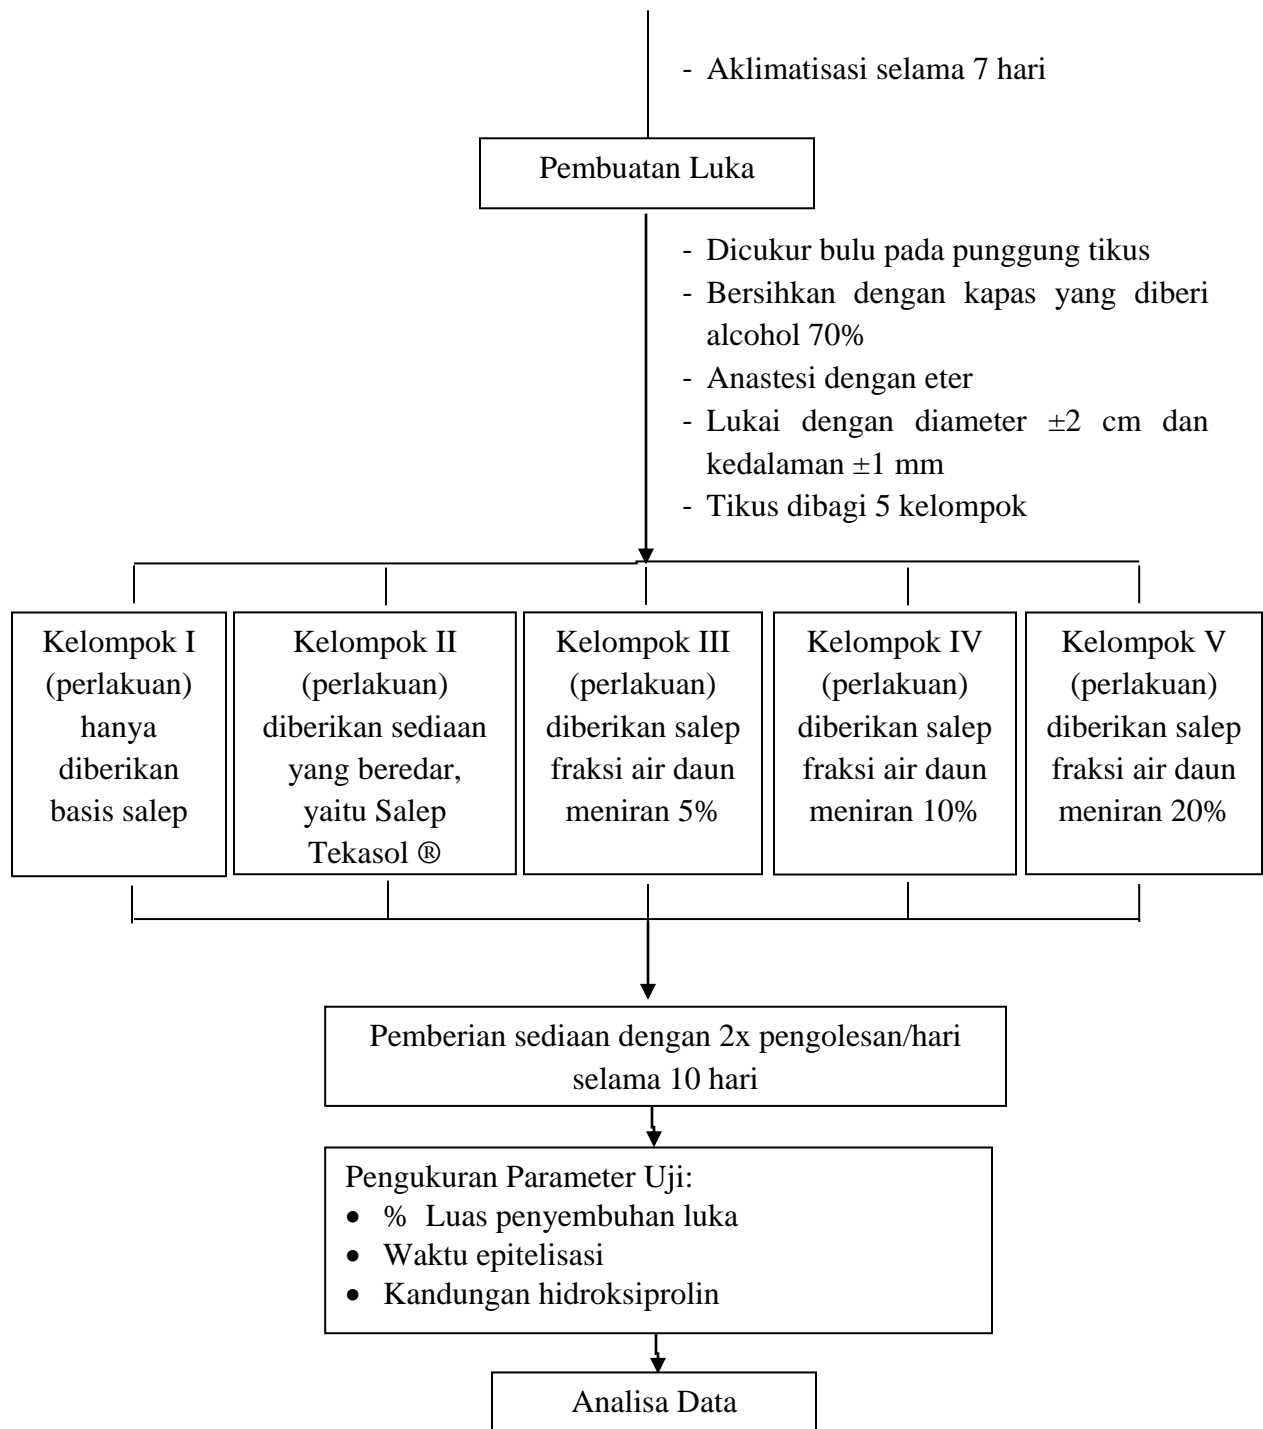 - Aklimatisasi selama 7 hari
Pembuatan Luka
- Dicukur bulu pada punggung tikus
- Bersihkan dengan kapas yang diberi
alcohol 70%
- Anastesi dengan eter
- Lukai dengan diameter ±2 cm dan
kedalaman ±1 mm
- Tikus dibagi 5 kelompok
Kelompok I
(perlakuan)
hanya
diberikan
basis salep
Kelompok II
(perlakuan)
diberikan sediaan
yang beredar,
yaitu Salep
Tekasol ®
Kelompok III
(perlakuan)
diberikan salep
fraksi air daun
meniran 5%
Kelompok IV
(perlakuan)
diberikan salep
fraksi air daun
meniran 10%
Kelompok V
(perlakuan)
diberikan salep
fraksi air daun
meniran 20%
Pemberian sediaan dengan 2x pengolesan/hari
selama 10 hari
Pengukuran Parameter Uji:
• % Luas penyembuhan luka
• Waktu epitelisasi
• Kandungan hidroksiprolin
Analisa Data